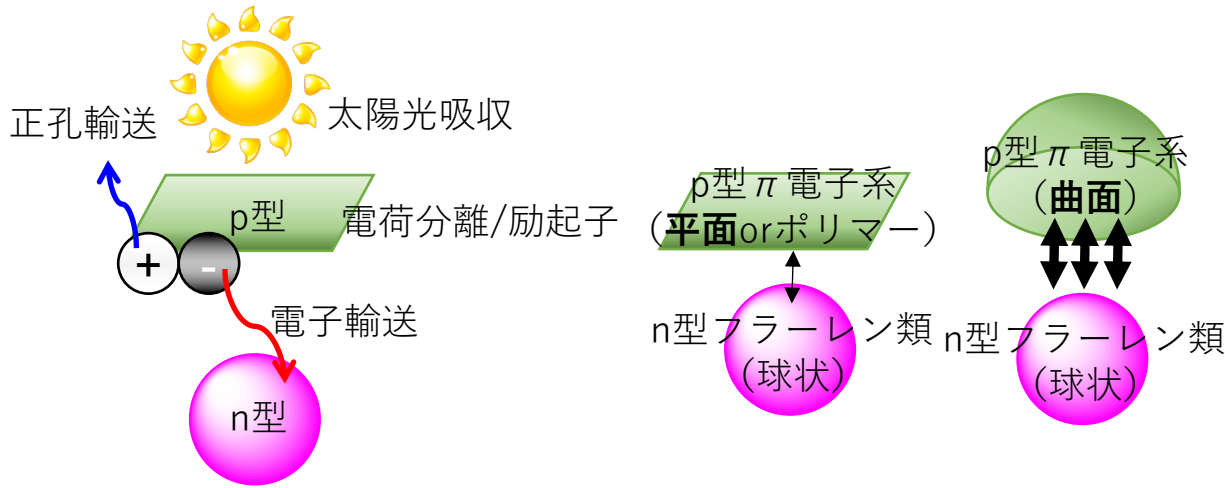 正孔輸送
太陽光吸収
p型
電荷分離/励起子
+
-
電子輸送
n型
p型π電子系
(平面orポリマー)
n型フラーレン類
(球状)
p型π電子系
(曲面)
n型フラーレン類
(球状)